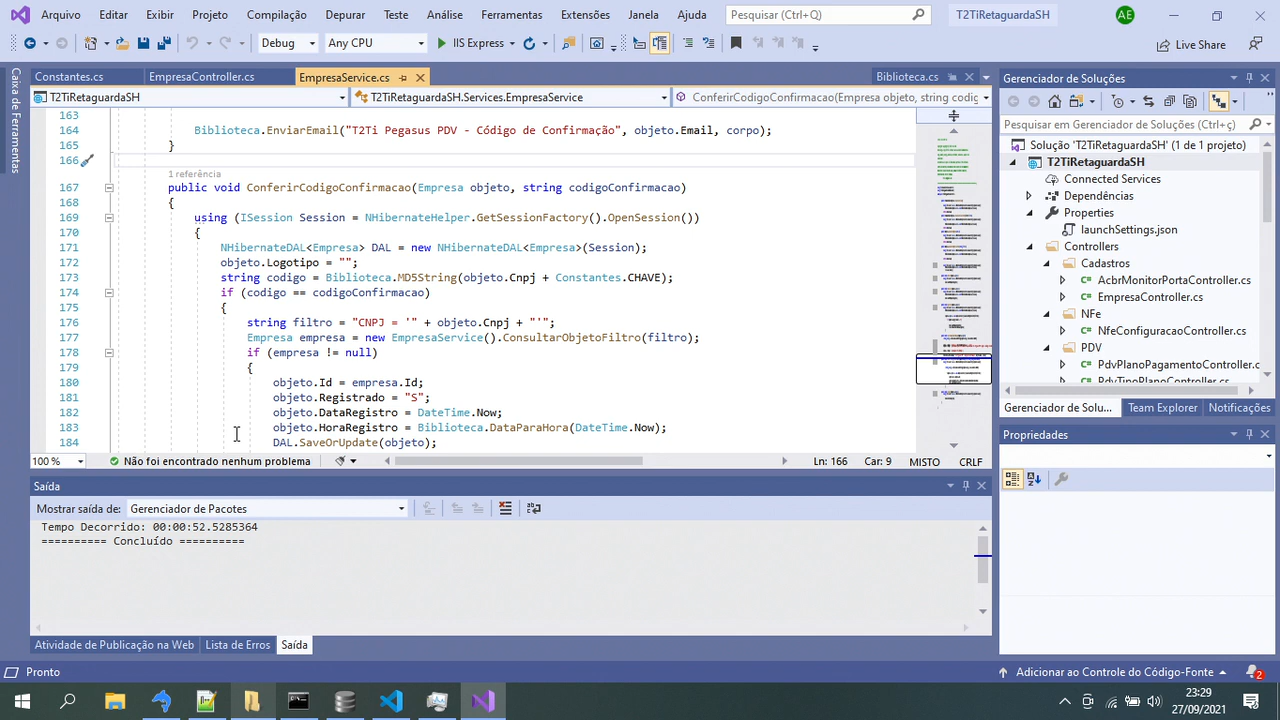 Arquivo Editar Exibir Projeto Compilação Depurar Teste Análise Ferramentas Extensões Janela Ajuda Pesquisar (Ctrl+Q) T2TiRetaguardaSH AE
Debug Any CPU IIS Express Live Share
Caixa de Ferramentas
Constantes.cs EmpresaController.cs EmpresaService.cs Biblioteca.cs
T2TiRetaguardaSH T2TiRetaguardaSH.Services.EmpresaService ConferirCodigoConfirmacao(Empresa objeto, string codig
163
164 Biblioteca.EnviarEmail("T2Ti Pegasus PDV - Código de Confirmação", objeto.Email, corpo);
165 }
166
1 referência
167 public void ConferirCodigoConfirmacao(Empresa objeto, string codigoConfirmacao)
168 {
169 using (ISession Session = NHibernateHelper.GetSessionFactory().OpenSession())
170 {
171 NHibernateDAL<Empresa> DAL = new NHibernateDAL<Empresa>(Session);
172 objeto. tipo
173 string codigo = Biblioteca.MD5String(objeto.Cnpj + Constantes.CHAVE);
174 if (codigo == codigoConfirmacao)
175
176 string filtro = "CNPJ = objeto.Cnpj "'";
177 Empresa empresa = new EmpresaService().ConsultarObjetoFiltro(filtro);
178 if (empresa != null)
179
180 objeto.Id = empresa.Id;
181 objeto.Registrado = "S";
182 objeto.DataRegistro = DateTime.Now;
183 objeto.HoraRegistro = Biblioteca.DataParaHora(DateTime.Now);
184 DAL.SaveOrUpdate(objeto);
100 % Não foi encontrado nenhum problema Ln: 166 Car: 9 MISTO CRLF
Saída
Mostrar saída de: Gerenciador de Pacotes
Tempo Decorrido: 00:00:52.5285364
========== Concluído ==========
Atividade de Publicação na Web Lista de Erros Saída
Gerenciador de Soluções
Pesquisar em Gerenciador de Soluções (Ctrl+ç)
Solução 'T2TiRetaguardaSH' (1 de 1 projeto)
T2TiRetaguardaSH
Connected Services
Dependências
Properties
launchSettings.json
Controllers
Cadastros
AdquirentePortadorController
EmpresaController.cs
NFe
NfeConfiguracaoController.cs
PDV
PdvTipoPagamentoController.c
PdvTipoPlanoController.cs
Gerenciador de Solu... Team Explorer Notificações
Propriedades
Pronto Adicionar ao Controle do Código-Fonte 2
23:29
27/09/2021